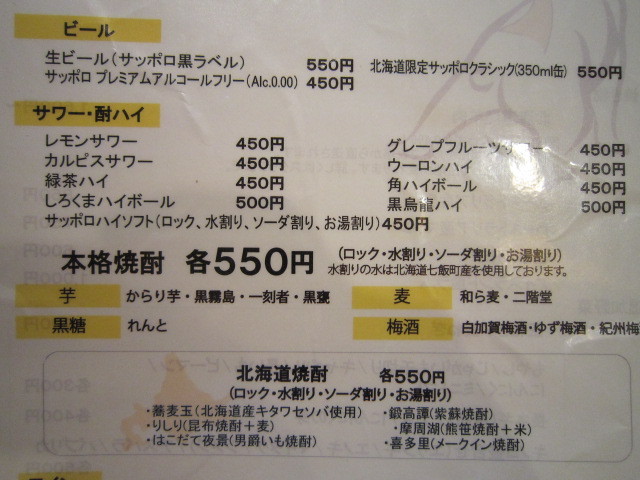 ビール
生ビール(サッポロ黒ラベル) 550円 北海道限定サッポロクラシック(350ml缶) 550円
サッポロ プレミアムアルコールフリー(Alc.0.00) 450円
サワー・酎ハイ
レモンサワー 450円 グレープフルーツサワー 450円
カルピスサワー 450円 ウーロンハイ 450円
緑茶ハイ 450円 角ハイボール 450円
しろくまハイボール 500円 黒烏龍ハイ 500円
サッポロハイソフト(ロック、水割り、ソーダ割り、お湯割り) 450円
本格焼酎 各550円 (ロック・水割り・ソーダ割り・お湯割り)
水割りの水は北海道七飯町産を使用しております。
芋 からり芋・黒霧島・一刻者・黒甕 麦 和ら麦・二階堂
黒糖 れんと 梅酒 白加賀梅酒・ゆず梅酒・紀州梅
北海道焼酎 各550円
(ロック・水割り・ソーダ割り・お湯割り)
・蕎麦玉(北海道産キタワセソバ使用) ・鍛高譚(紫蘇焼酎)
・りしり(昆布焼酎+麦) ・摩周湖(熊笹焼酎+米)
・はこだて夜景(男爵いも焼酎) ・喜多里(メークイン焼酎)